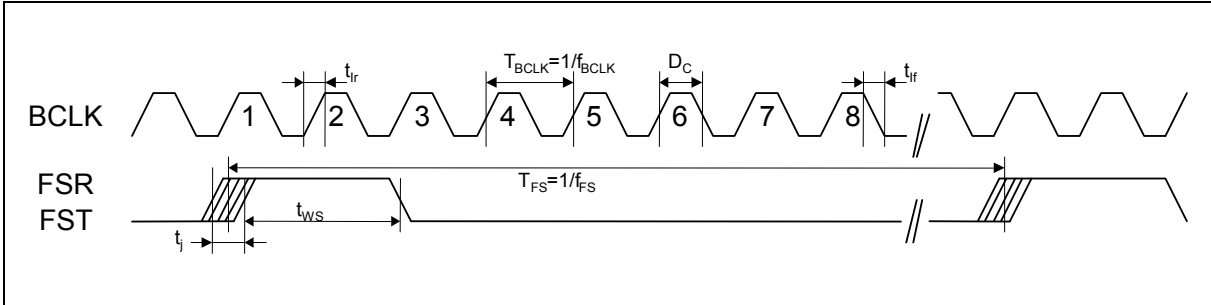 T_BCLK=1/f_BCLK
D_C
t_lr
t_lf
BCLK
1 2 3 4 5 6 7 8
FSR
T_FS=1/f_FS
FST
t_WS
t_j